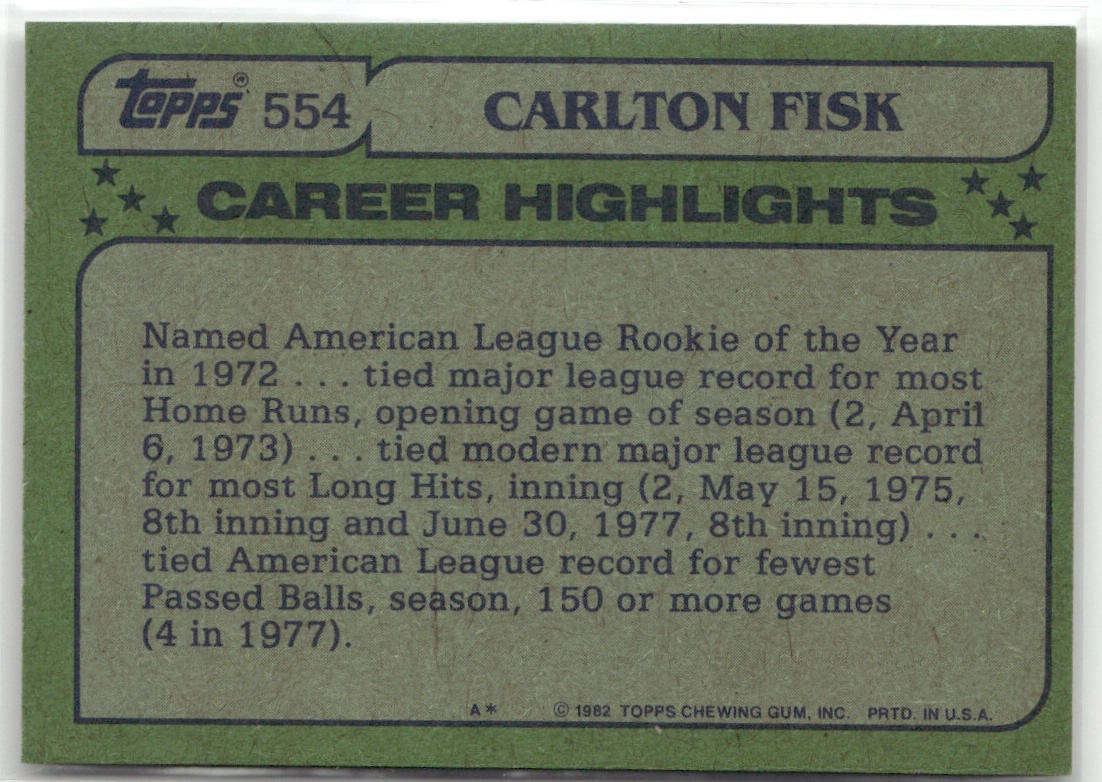 Topps® 554 CARLTON FISK
CAREER HIGHLIGHTS
Named American League Rookie of the Year
in 1972 . . . tied major league record for most
Home Runs, opening game of season (2, April
6, 1973) . . . tied modern major league record
for most Long Hits, inning (2, May 15, 1975,
8th inning and June 30, 1977, 8th inning) . . .
tied American League record for fewest
Passed Balls, season, 150 or more games
(4 in 1977).
A* © 1982 TOPPS CHEWING GUM, INC. PRTD. IN U.S.A.